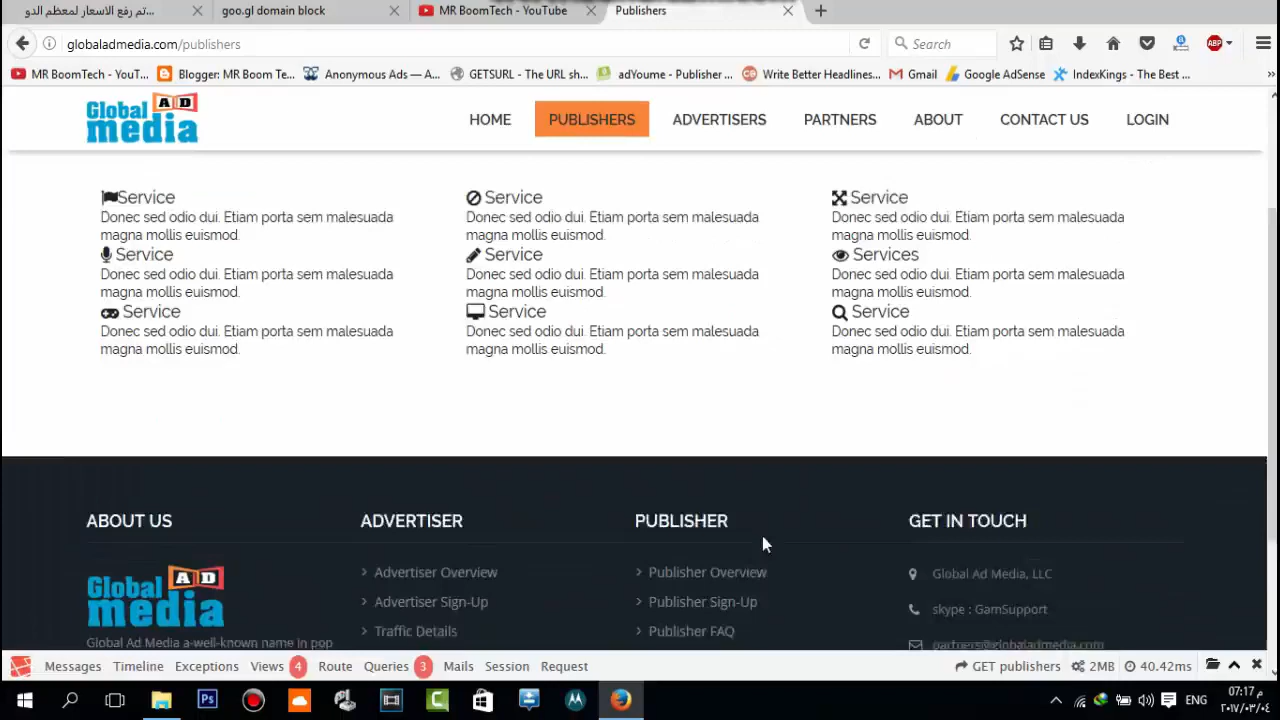 تم رفع الاسعار لمعظم الدو...
goo.gl domain block
MR BoomTech - YouTube
Publishers
globaladmedia.com/publishers
Search
ABP
MR BoomTech - YouT...
Blogger: MR Boom Te...
Anonymous Ads — A...
GETSURL - The URL sh...
adYoume - Publisher ...
Write Better Headlines...
Gmail
Google AdSense
IndexKings - The Best ...
Global AD media
HOME
PUBLISHERS
ADVERTISERS
PARTNERS
ABOUT
CONTACT US
LOGIN
Service
Donec sed odio dui. Etiam porta sem malesuada
magna mollis euismod.
Service
Donec sed odio dui. Etiam porta sem malesuada
magna mollis euismod.
Service
Donec sed odio dui. Etiam porta sem malesuada
magna mollis euismod.
Service
Donec sed odio dui. Etiam porta sem malesuada
magna mollis euismod.
Service
Donec sed odio dui. Etiam porta sem malesuada
magna mollis euismod.
Services
Donec sed odio dui. Etiam porta sem malesuada
magna mollis euismod.
Service
Donec sed odio dui. Etiam porta sem malesuada
magna mollis euismod.
Service
Donec sed odio dui. Etiam porta sem malesuada
magna mollis euismod.
Service
Donec sed odio dui. Etiam porta sem malesuada
magna mollis euismod.
ABOUT US
Global AD media
Global Ad Media a well-known name in pop
ADVERTISER
Advertiser Overview
Advertiser Sign-Up
Traffic Details
PUBLISHER
Publisher Overview
Publisher Sign-Up
Publisher FAQ
GET IN TOUCH
Global Ad Media, LLC
skype : GamSupport
partners@globaladmedia.com
Messages
Timeline
Exceptions
Views 4
Route
Queries 3
Mails
Session
Request
GET publishers
2MB
40.42ms
Ps
ENG
٠٧:١٧ م
٢٠١٧/٠٣/٠٤